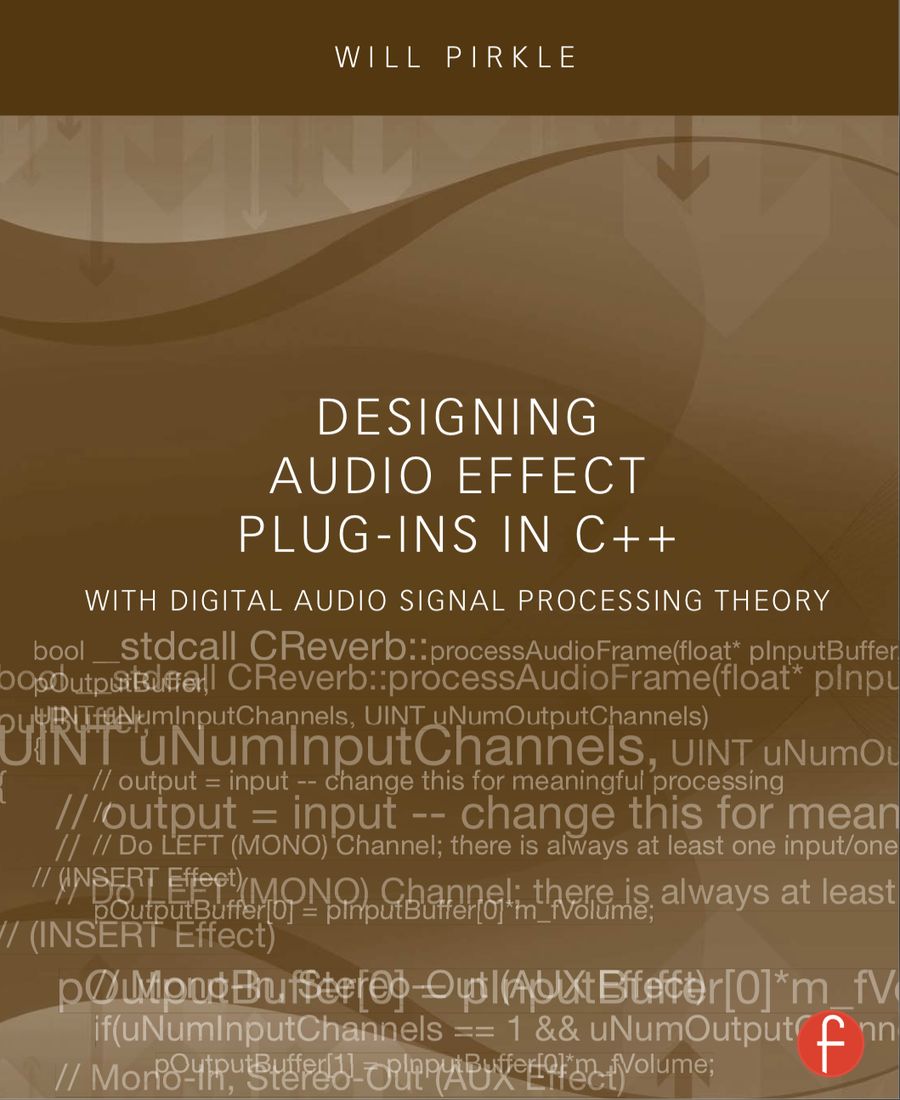 WILL PIRKLE
DESIGNING
AUDIO EFFECT
PLUG-INS IN C++
WITH DIGITAL AUDIO SIGNAL PROCESSING THEORY
bool __stdcall CReverb::processAudioFrame(float* pInputBuffer,
bool __stdcall CReverb::processAudioFrame(float* pInpu
pOutputBuffer,
UINT uNumInputChannels, UINT uNumOutputChannels)
{
UINT uNumInputChannels, UINT uNumOu
{
// output = input -- change this for meaningful processing
//
// output = input -- change this for mean
//
// Do LEFT (MONO) Channel; there is always at least one input/one
// (INSERT Effect)
// Do LEFT (MONO) Channel; there is always at least
pOutputBuffer[0] = pInputBuffer[0]*m_fVolume;
// (INSERT Effect)
// Mono-In, Stereo-Out (AUX Effect)
pOutputBuffer[0] = pInputBuffer[0]*m_fVo
if(uNumInputChannels == 1 && uNumOutputC
pOutputBuffer[1] = pInputBuffer[0]*m_fVolume;
// Mono-In, Stereo-Out (AUX Effect)
f